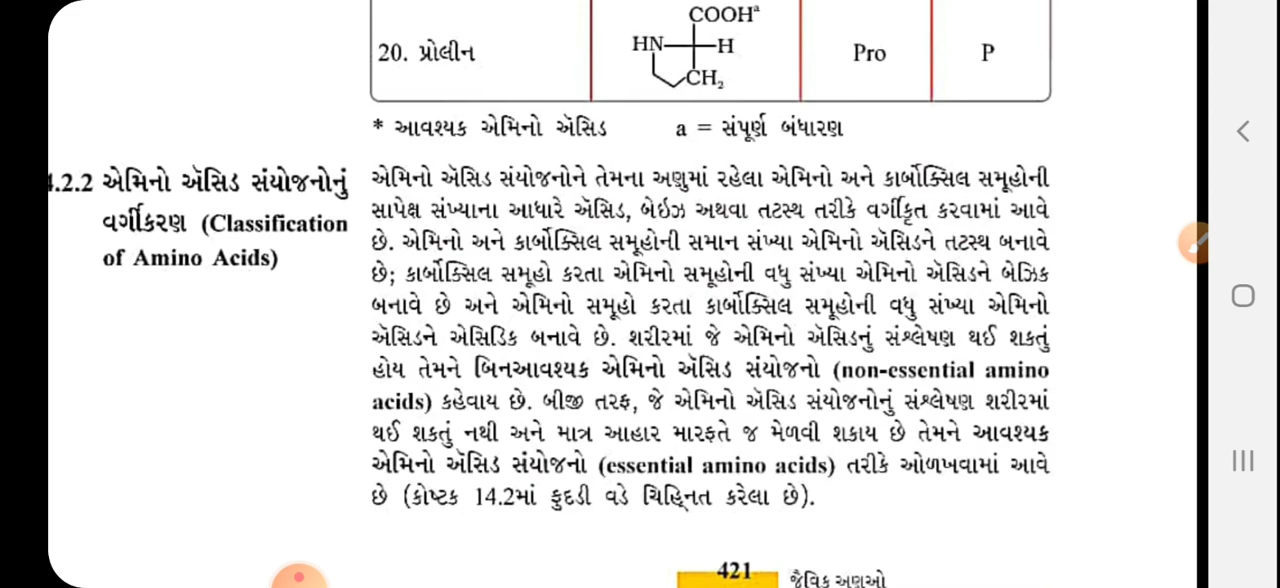 COOHᵃ
20. પ્રોલીન HN H Pro P
CH₂
* આવશ્યક એમિનો ઍસિડ a = સંપૂર્ણ બંધારણ
4.2.2 એમિનો ઍસિડ સંયોજનોનું
વર્ગીકરણ (Classification
of Amino Acids)
એમિનો ઍસિડ સંયોજનોને તેમના અણુમાં રહેલા એમિનો અને કાર્બોક્સિલ સમૂહોની
સાપેક્ષ સંખ્યાના આધારે ઍસિડ, બેઇઝ અથવા તટસ્થ તરીકે વર્ગીકૃત કરવામાં આવે
છે. એમિનો અને કાર્બોક્સિલ સમૂહોની સમાન સંખ્યા એમિનો ઍસિડને તટસ્થ બનાવે
છે; કાર્બોક્સિલ સમૂહો કરતા એમિનો સમૂહોની વધુ સંખ્યા એમિનો ઍસિડને બેઝિક
બનાવે છે અને એમિનો સમૂહો કરતા કાર્બોક્સિલ સમૂહોની વધુ સંખ્યા એમિનો
ઍસિડને એસિડિક બનાવે છે. શરીરમાં જે એમિનો ઍસિડનું સંશ્લેષણ થઈ શકતું
હોય તેમને બિનઆવશ્યક એમિનો ઍસિડ સંયોજનો (non-essential amino
acids) કહેવાય છે. બીજી તરફ, જે એમિનો ઍસિડ સંયોજનોનું સંશ્લેષણ શરીરમાં
થઈ શકતું નથી અને માત્ર આહાર મારફતે જ મેળવી શકાય છે તેમને આવશ્યક
એમિનો ઍસિડ સંયોજનો (essential amino acids) તરીકે ઓળખવામાં આવે
છે (કોષ્ટક 14.2માં ફુદડી વડે ચિહ્નિત કરેલા છે).
421 જૈવિક અણુઓ